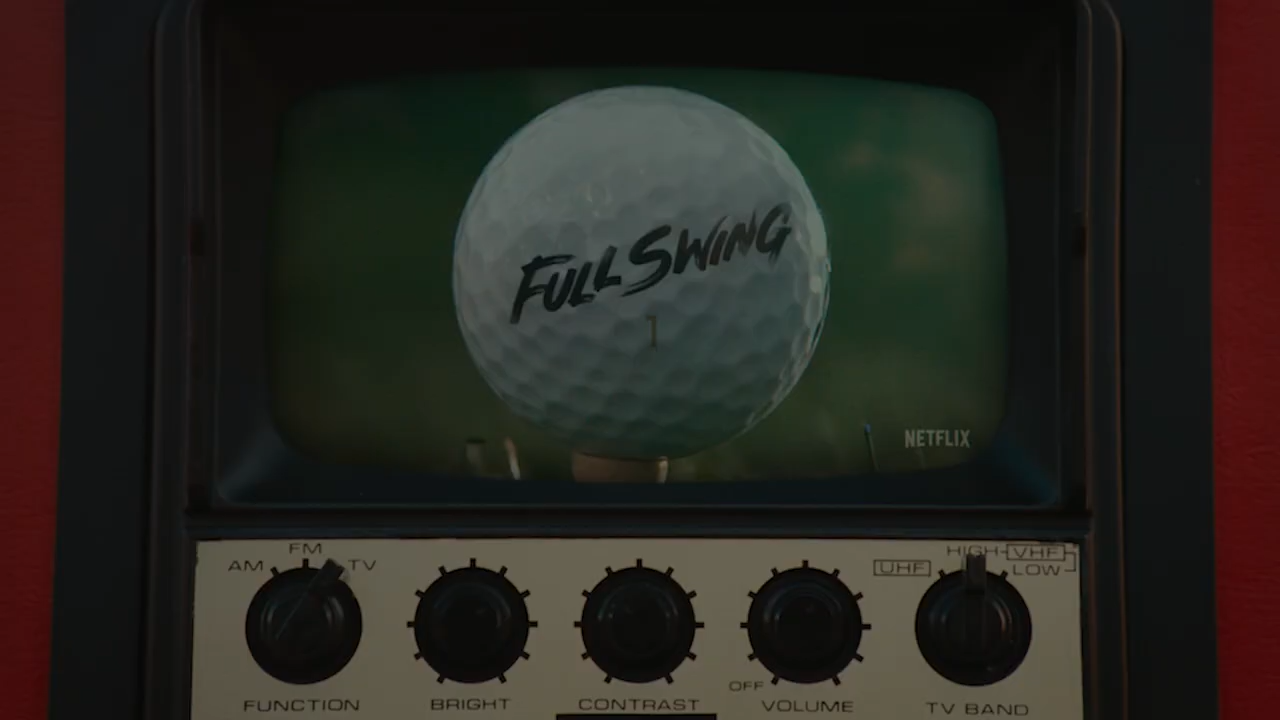 FULL SWING
1
NETFLIX
FM
AM TV
HIGH VHF
UHF LOW
OFF
FUNCTION BRIGHT CONTRAST VOLUME TV BAND